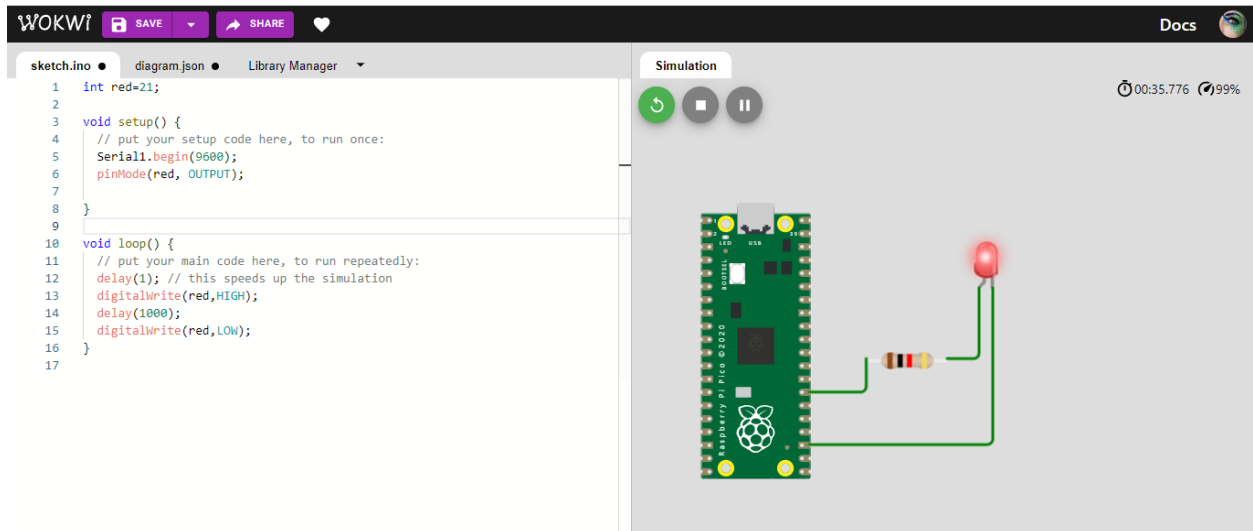 WOKWi SAVE SHARE Docs
sketch.ino diagram.json Library Manager Simulation
00:35.776 99%
1 int red=21;
2
3 void setup() {
4 // put your setup code here, to run once:
5 Serial1.begin(9600);
6 pinMode(red, OUTPUT);
7
8 }
9
10 void loop() {
11 // put your main code here, to run repeatedly:
12 delay(1); // this speeds up the simulation
13 digitalWrite(red,HIGH);
14 delay(1000);
15 digitalWrite(red,LOW);
16 }
17
1
2 39
LED USB
BOOTSEL
Raspberry Pi Pico ©2020